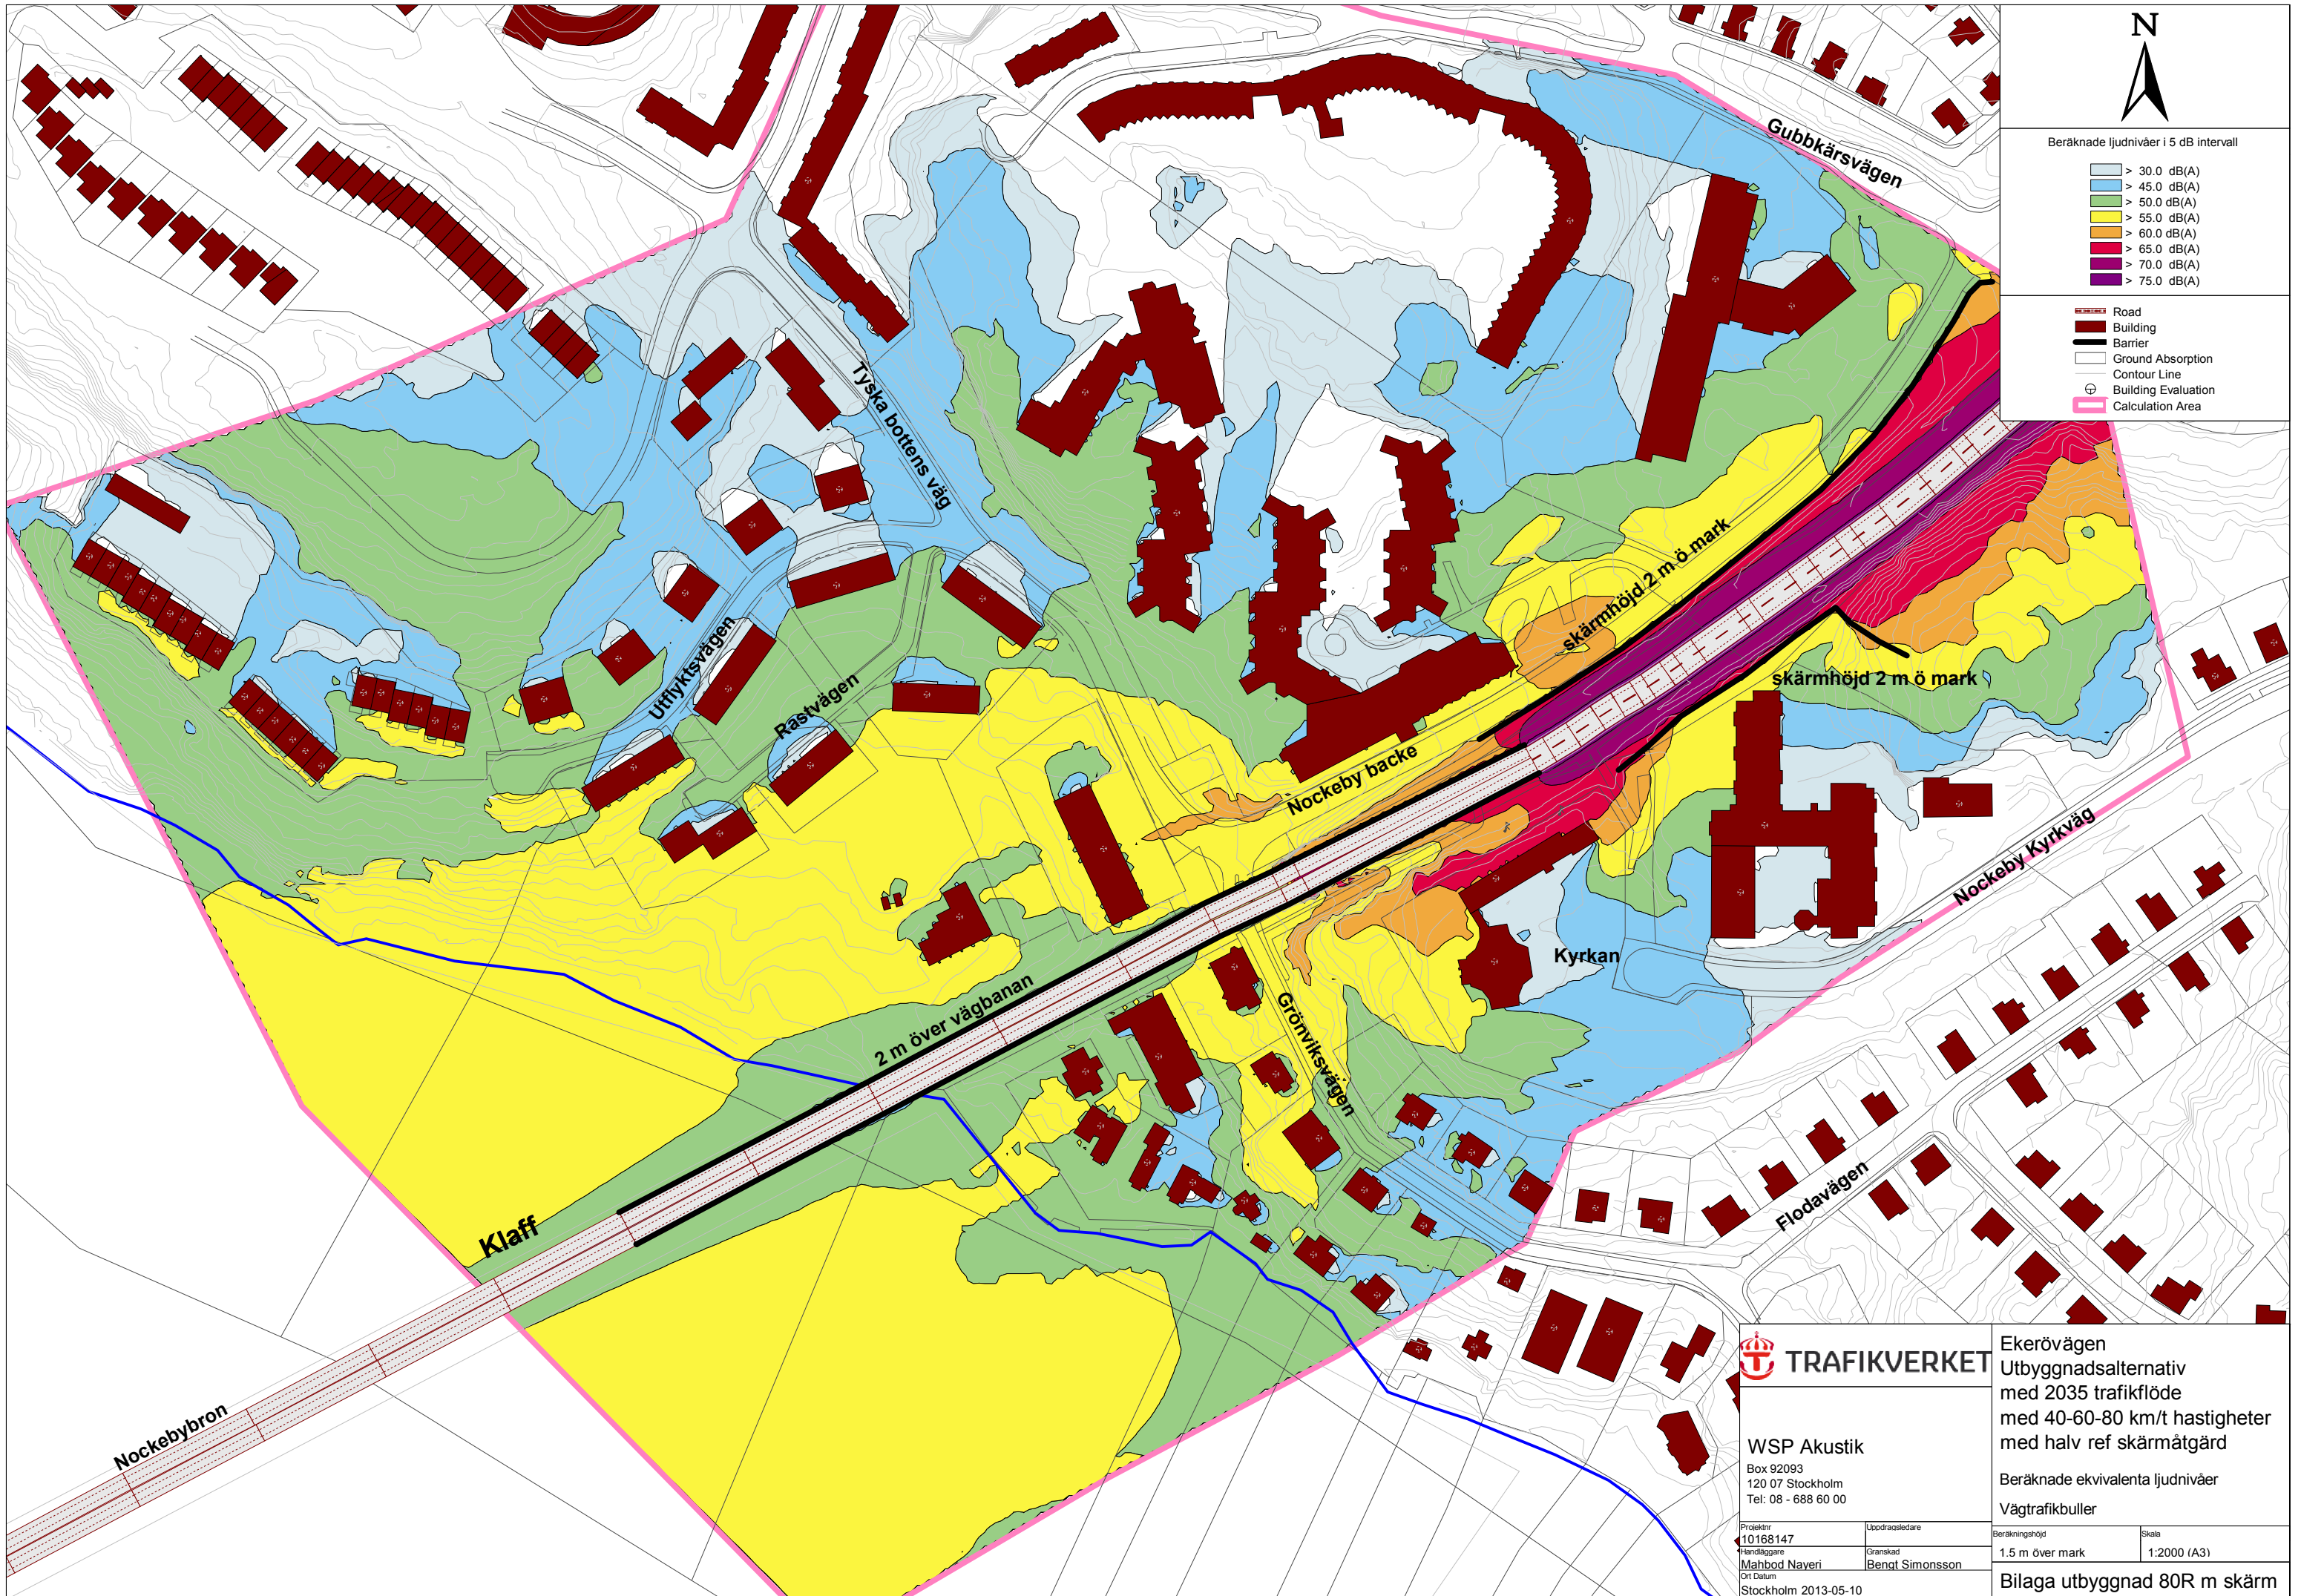 N
Beräknade ljudnivåer i 5 dB intervall
> 30.0 dB(A)
> 45.0 dB(A)
> 50.0 dB(A)
> 55.0 dB(A)
> 60.0 dB(A)
> 65.0 dB(A)
> 70.0 dB(A)
> 75.0 dB(A)
Road
Building
Barrier
Ground Absorption
Contour Line
Building Evaluation
Calculation Area
Gubbkärsvägen
Tyska bottens väg
skärmhöjd 2 m ö mark
Utflyktsvägen
Rastvägen
skärmhöjd 2 m ö mark
Nockeby backe
Nockeby Kyrkväg
Kyrkan
2 m över vägbanan
Grönviksvägen
Flodavägen
Klaff
Nockebybron
TRAFIKVERKET
WSP Akustik
Box 92093
120 07 Stockholm
Tel: 08 - 688 60 00
Projektnr
10168147
Uppdragsledare
Handläggare
Mahbod Nayeri
Granskad
Bengt Simonsson
Ort Datum
Stockholm 2013-05-10
Ekerövägen
Utbyggnadsalternativ
med 2035 trafikflöde
med 40-60-80 km/t hastigheter
med halv ref skärmåtgärd
Beräknade ekvivalenta ljudnivåer
Vägtrafikbuller
Beräkningshöjd
1.5 m över mark
Skala
1:2000 (A3)
Bilaga utbyggnad 80R m skärm